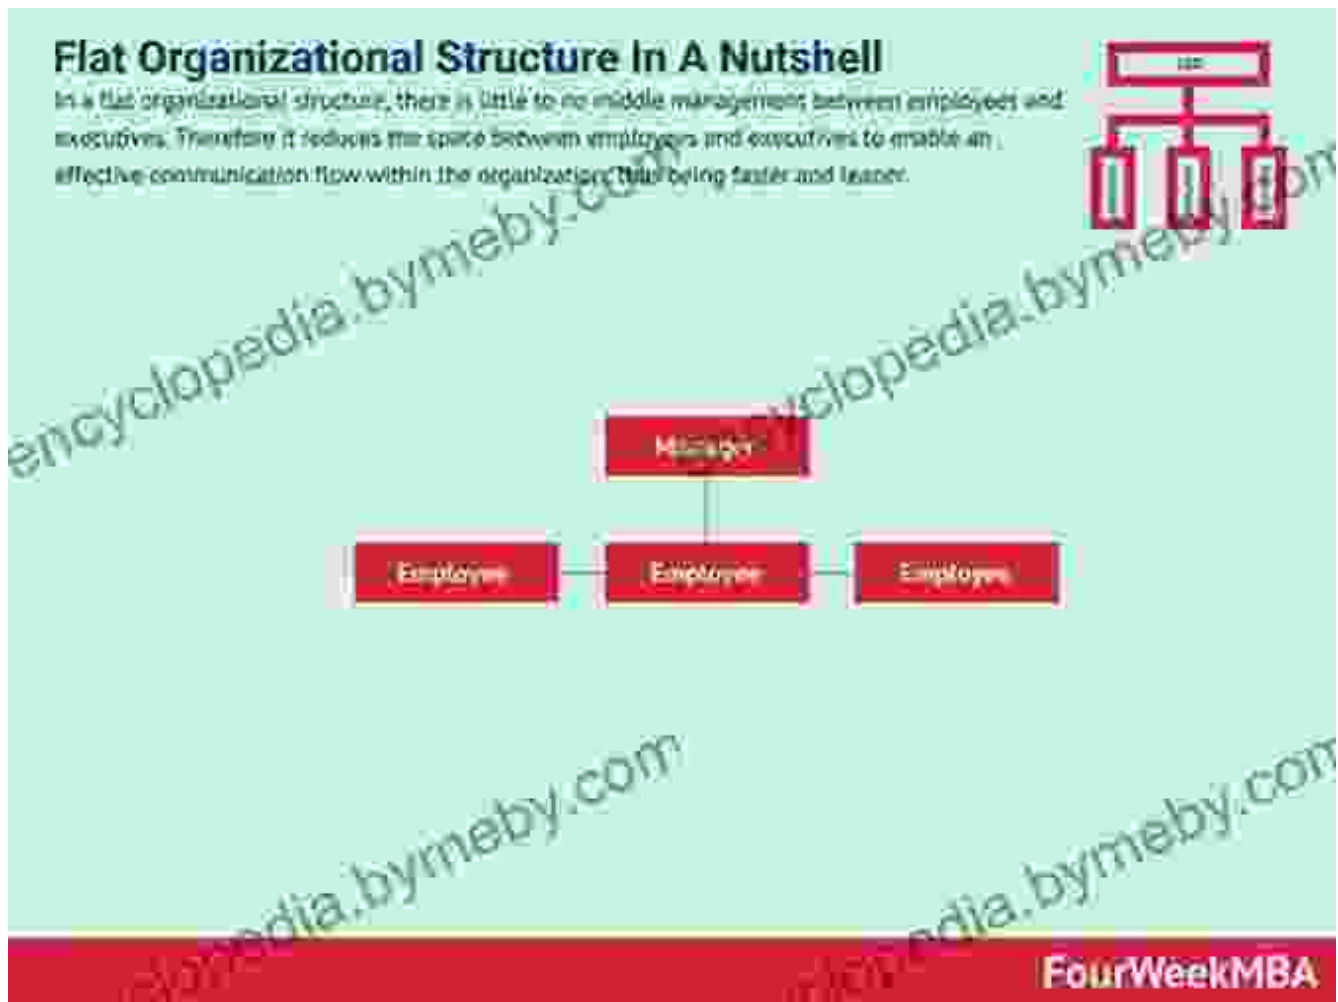 Flat Organizational Structure In A Nutshell
In a flat organizational structure, there is little to no middle management between employees and
executives. Therefore it reduces the space between employees and executives to enable an
effective communication flow within the organization, thus being faster and leaner.
encyclopedia.bymeby.com
encyclopedia.bymeby.com
Manager
Employee Employee Employee
clopedia.bymeby.com
clopedia.bymeby.com
FourWeekMBA